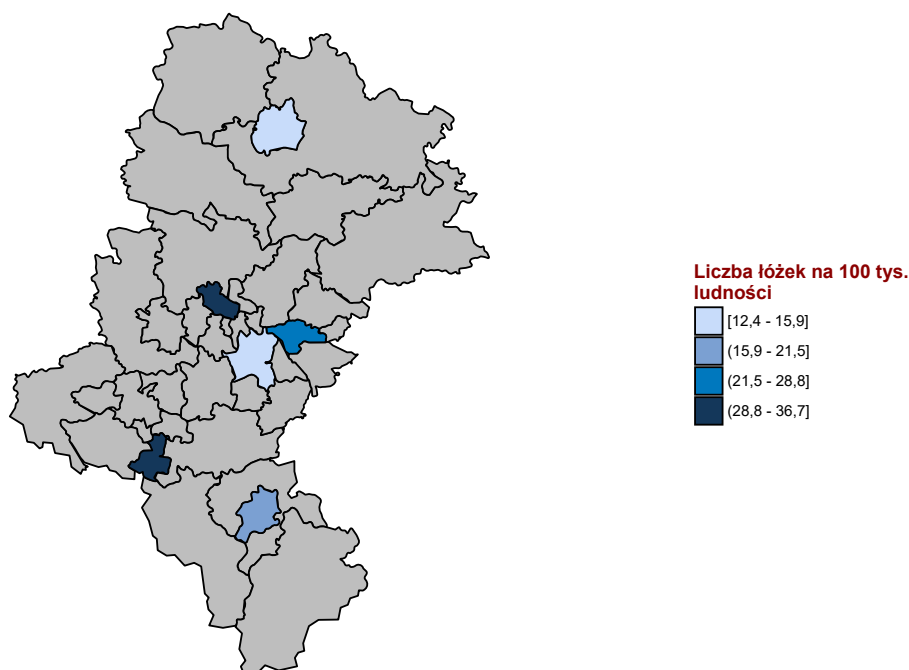 Liczba łóżek na 100 tys.
ludności
[12,4 - 15,9]
(15,9 - 21,5]
(21,5 - 28,8]
(28,8 - 36,7]